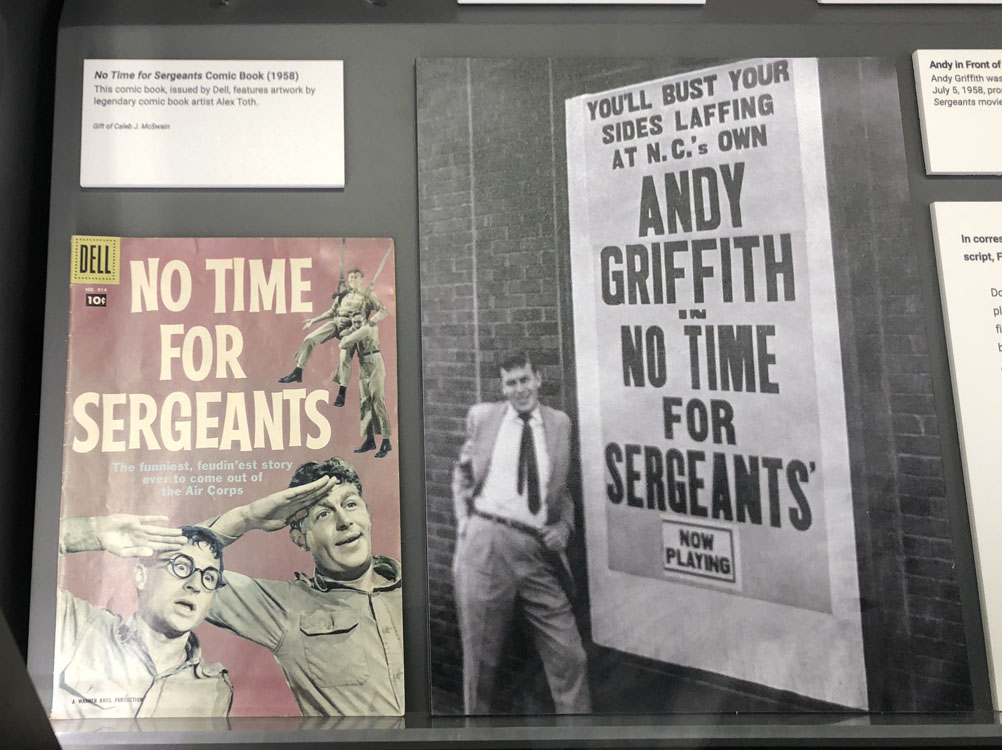 No Time for Sergeants Comic Book (1958)
This comic book, issued by Dell, features artwork by
legendary comic book artist Alex Toth.
Gift of Caleb J. McSwain
DELL
NO. 914
10¢
NO TIME
FOR
SERGEANTS
The funniest, feudin'est story
ever to come out of
the Air Corps
A WARNER BROS. PRODUCTION
YOU'LL BUST YOUR
SIDES LAFFING
AT N.C.'s OWN
ANDY
GRIFFITH
IN
NO TIME
FOR
SERGEANTS'
NOW
PLAYING
Andy in Front of
Andy Griffith was
July 5, 1958, pro
Sergeants movie
In corres
script, F
Do
pl
fi
b